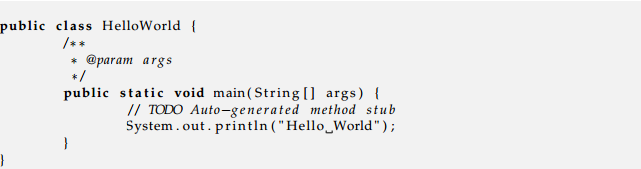 public class HelloWorld {
/**
* @param args
*/
public static void main(String[] args) {
// TODO Auto−generated method stub
System.out.println("Hello␣World");
}
}